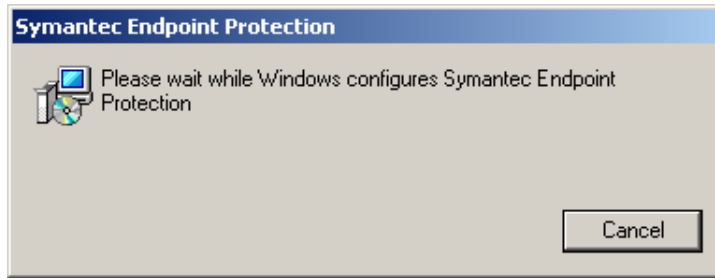 Symantec Endpoint Protection
Please wait while Windows configures Symantec Endpoint
Protection
Cancel